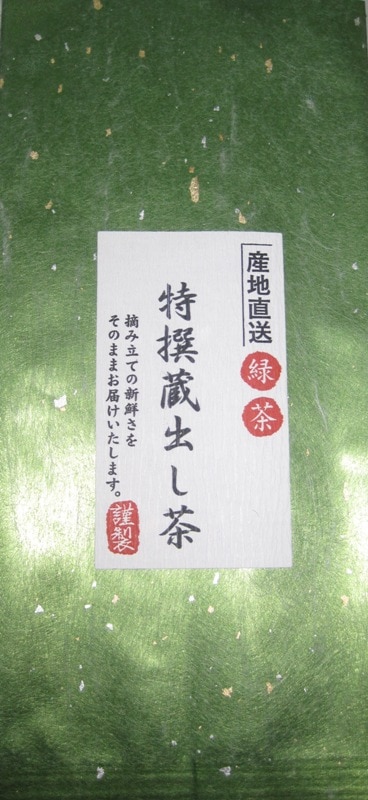 産地直送
緑茶
特撰蔵出し茶
摘み立ての新鮮さを
そのままお届けいたします。
謹製